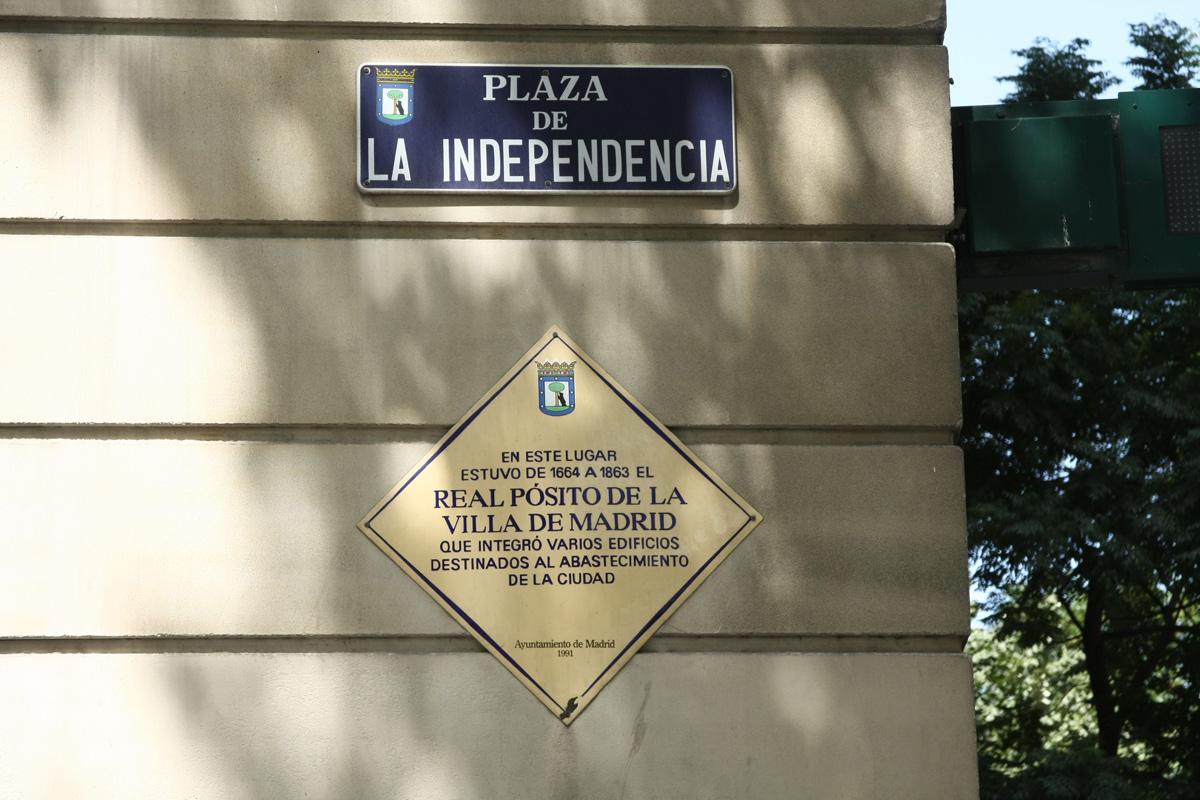 PLAZA
DE
LA INDEPENDENCIA
EN ESTE LUGAR
ESTUVO DE 1664 A 1863 EL
REAL PÓSITO DE LA
VILLA DE MADRID
QUE INTEGRÓ VARIOS EDIFICIOS
DESTINADOS AL ABASTECIMIENTO
DE LA CIUDAD
Ayuntamiento de Madrid
1991